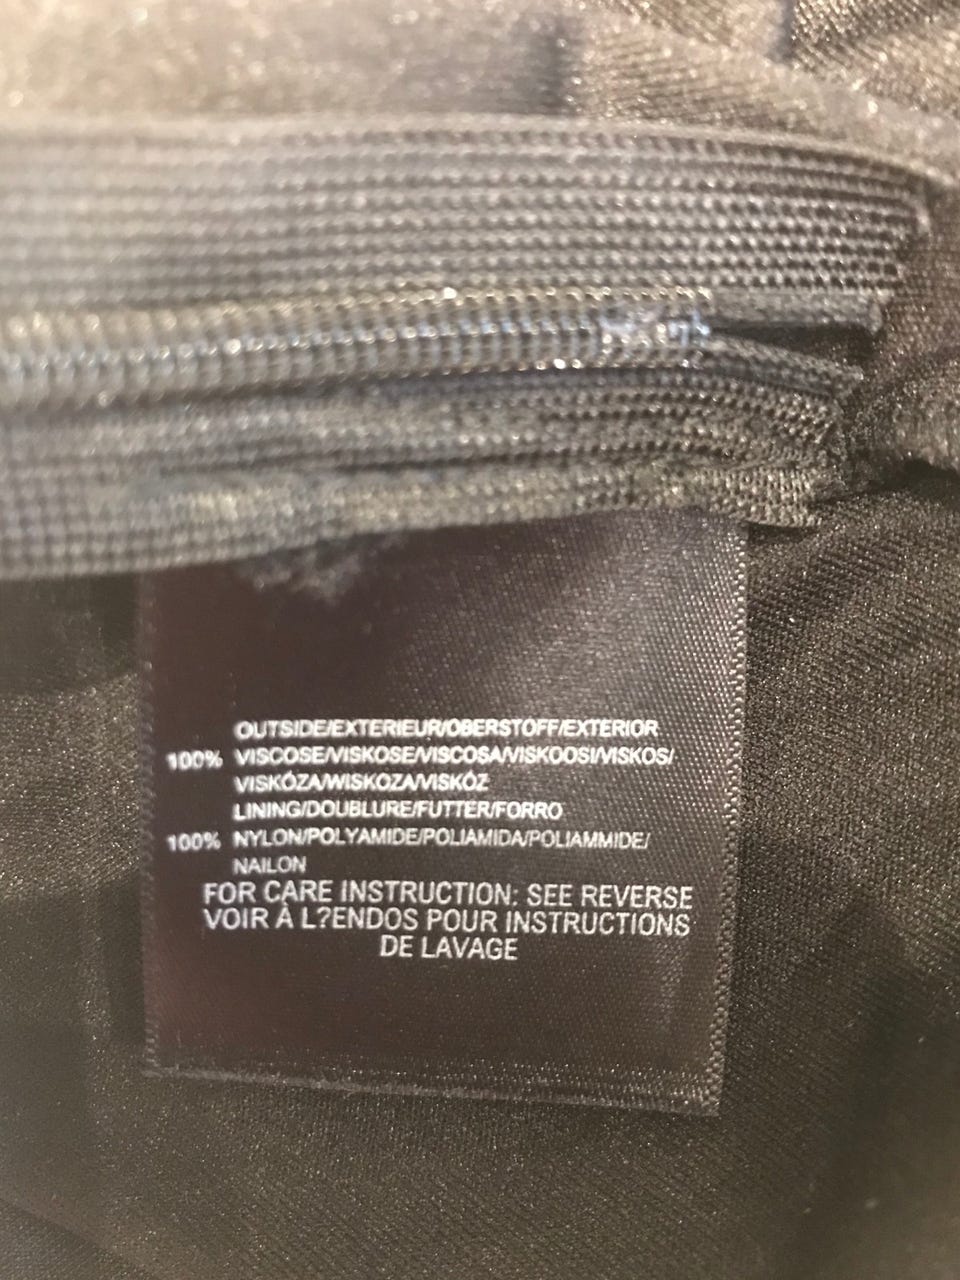 OUTSIDE/EXTERIEUR/OBERSTOFF/EXTERIOR
100% VISCOSE/VISKOSE/VISCOSA/VISKOOSI/VISKOS/
VISKÓZA/WISKOZA/VISKÓZ
LINING/DOUBLURE/FUTTER/FORRO
100% NYLON/POLYAMIDE/POLIAMIDA/POLIAMMIDE/
NAILON
FOR CARE INSTRUCTION: SEE REVERSE
VOIR À L?ENDOS POUR INSTRUCTIONS
DE LAVAGE